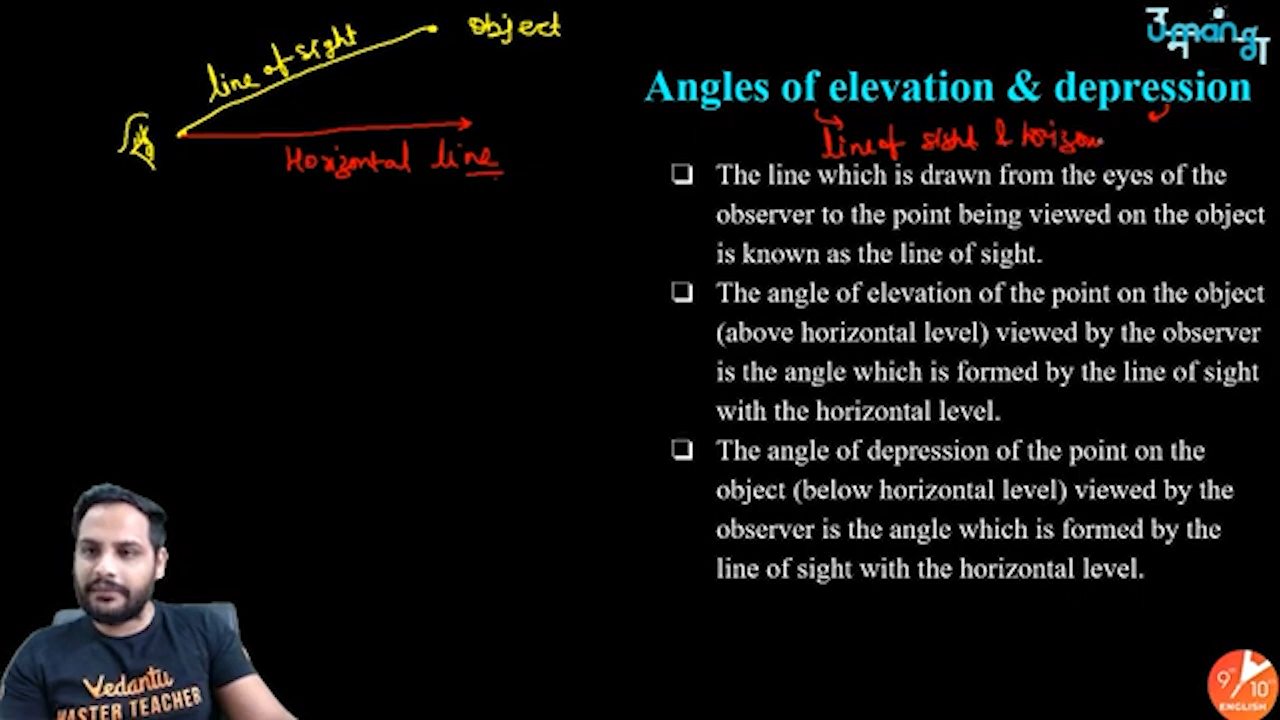 line of sight
object
Horizontal line
उमंang
Angles of elevation & depression
line of sight & horizon
❑ The line which is drawn from the eyes of the
observer to the point being viewed on the object
is known as the line of sight.
❑ The angle of elevation of the point on the object
(above horizontal level) viewed by the observer
is the angle which is formed by the line of sight
with the horizontal level.
❑ The angle of depression of the point on the
object (below horizontal level) viewed by the
observer is the angle which is formed by the
line of sight with the horizontal level.
Vedantu
MASTER TEACHER
9th
10th
ENGLISH